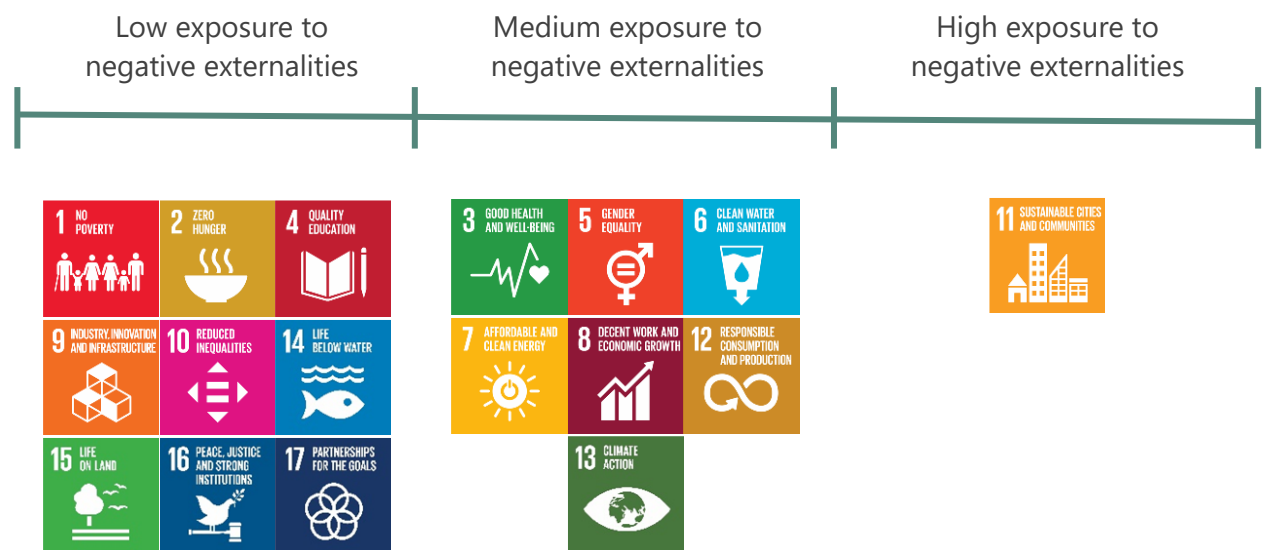 Low exposure to
negative externalities
Medium exposure to
negative externalities
High exposure to
negative externalities
1 NO
POVERTY
2 ZERO
HUNGER
4 QUALITY
EDUCATION
9 INDUSTRY, INNOVATION
AND INFRASTRUCTURE
10 REDUCED
INEQUALITIES
14 LIFE
BELOW WATER
15 LIFE
ON LAND
16 PEACE, JUSTICE
AND STRONG
INSTITUTIONS
17 PARTNERSHIPS
FOR THE GOALS
3 GOOD HEALTH
AND WELL-BEING
5 GENDER
EQUALITY
6 CLEAN WATER
AND SANITATION
7 AFFORDABLE AND
CLEAN ENERGY
8 DECENT WORK AND
ECONOMIC GROWTH
12 RESPONSIBLE
CONSUMPTION
AND PRODUCTION
13 CLIMATE
ACTION
11 SUSTAINABLE CITIES
AND COMMUNITIES